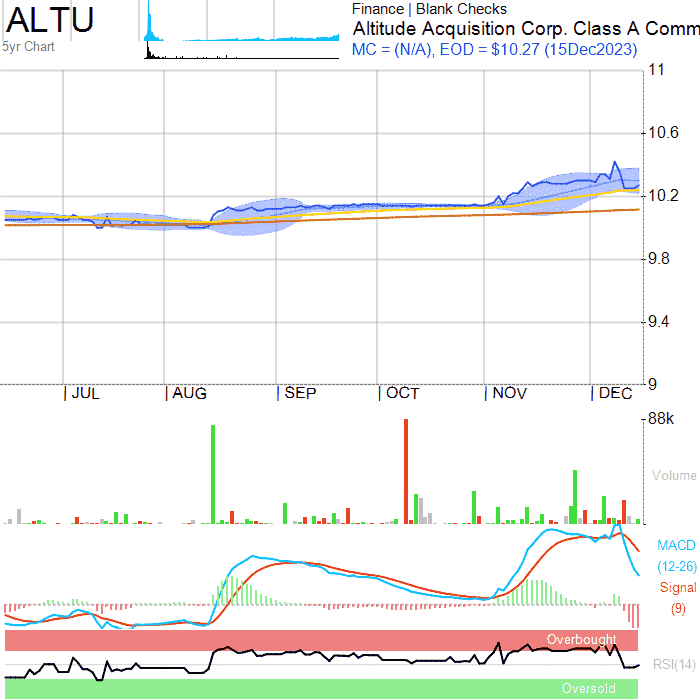 ALTU
5yr Chart
Finance | Blank Checks
Altitude Acquisition Corp. Class A Comm
MC = (N/A), EOD = $10.27 (15Dec2023)
11
10.6
10.2
9.8
9.4
9
JUL AUG SEP OCT NOV DEC
88k
Volume
MACD
(12-26)
Signal
(9)
Overbought
RSI(14)
Oversold